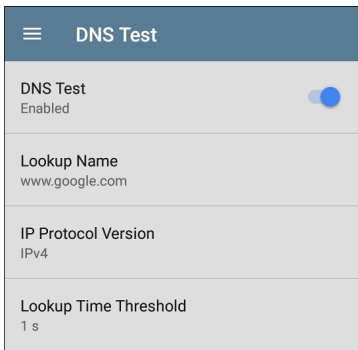 DNS Test
DNS Test
Enabled
Lookup Name
www.google.com
IP Protocol Version
IPv4
Lookup Time Threshold
1 s